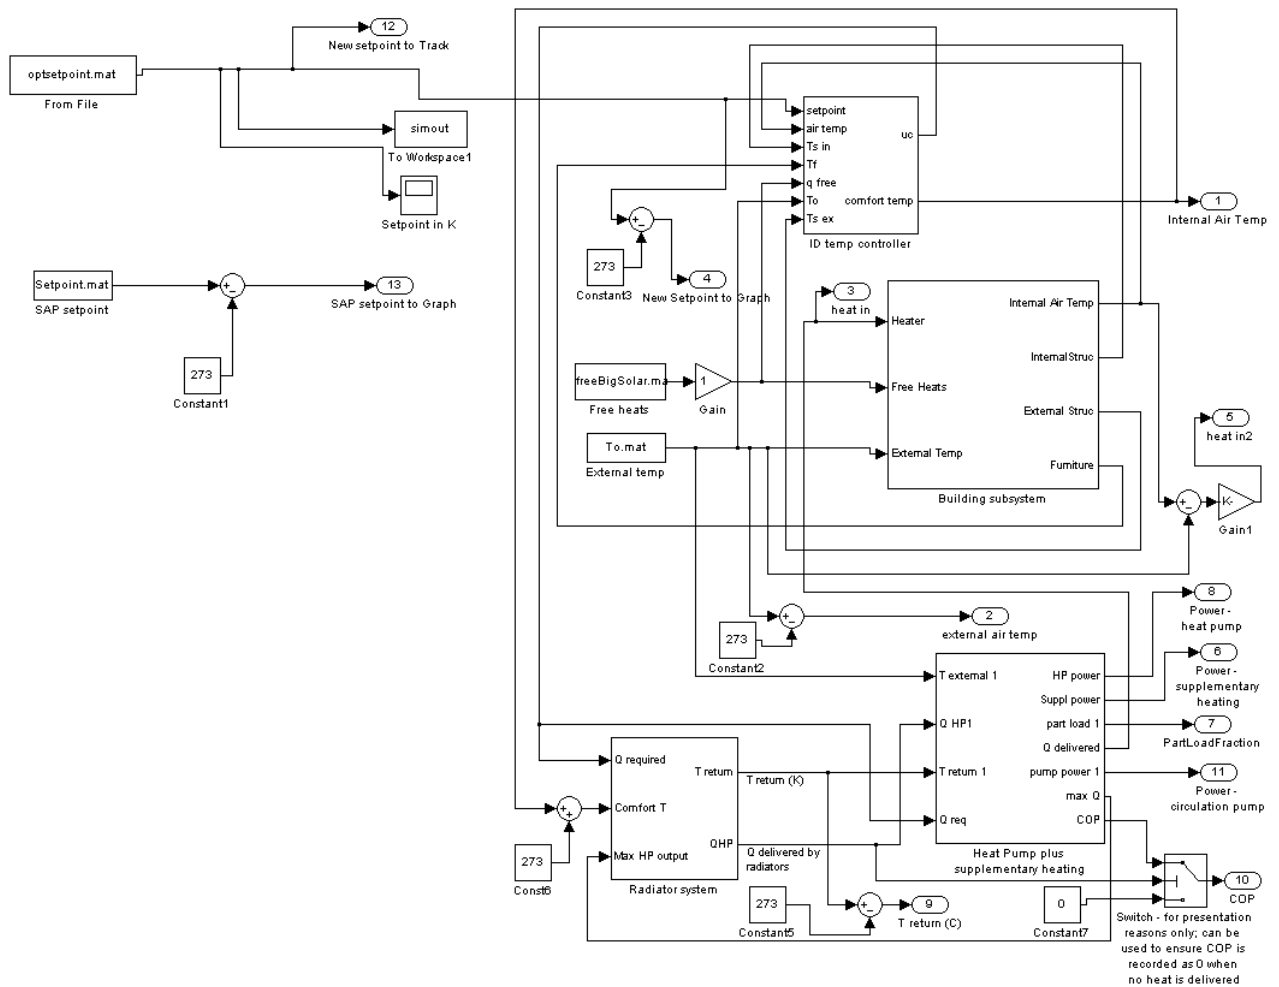 12
New setpoint to Track
optsetpoint.mat
From File
simout
To Workspace1
Setpoint in K
setpoint
air temp
Ts in
Tf
q free
To
Ts ex
uc
comfort temp
ID temp controller
1
Internal Air Temp
273
Constant3
4
New Setpoint to Graph
Setpoint.mat
SAP setpoint
13
SAP setpoint to Graph
273
Constant1
3
heat in
Heater
Free Heats
External Temp
Internal Air Temp
Internal Struc
External Struc
Furniture
Building subsystem
freeBigSolar.ma
Free heats
1
Gain
To.mat
External temp
5
heat in2
K-
Gain1
273
Constant2
2
external air temp
8
Power -
heat pump
6
Power -
supplementary
heating
7
PartLoadFraction
11
Power -
circulation pump
T external 1
Q HP1
T return 1
Q req
HP power
Suppl power
part load 1
Q delivered
pump power 1
max Q
COP
Heat Pump plus
supplementary heating
Q required
Comfort T
Max HP output
T return
QHP
Radiator system
T return (K)
Q delivered by
radiators
273
Const6
273
Constant5
9
T return (C)
0
Constant7
10
COP
Switch - for presentation
reasons only; can be
used to ensure COP is
recorded as 0 when
no heat is delivered